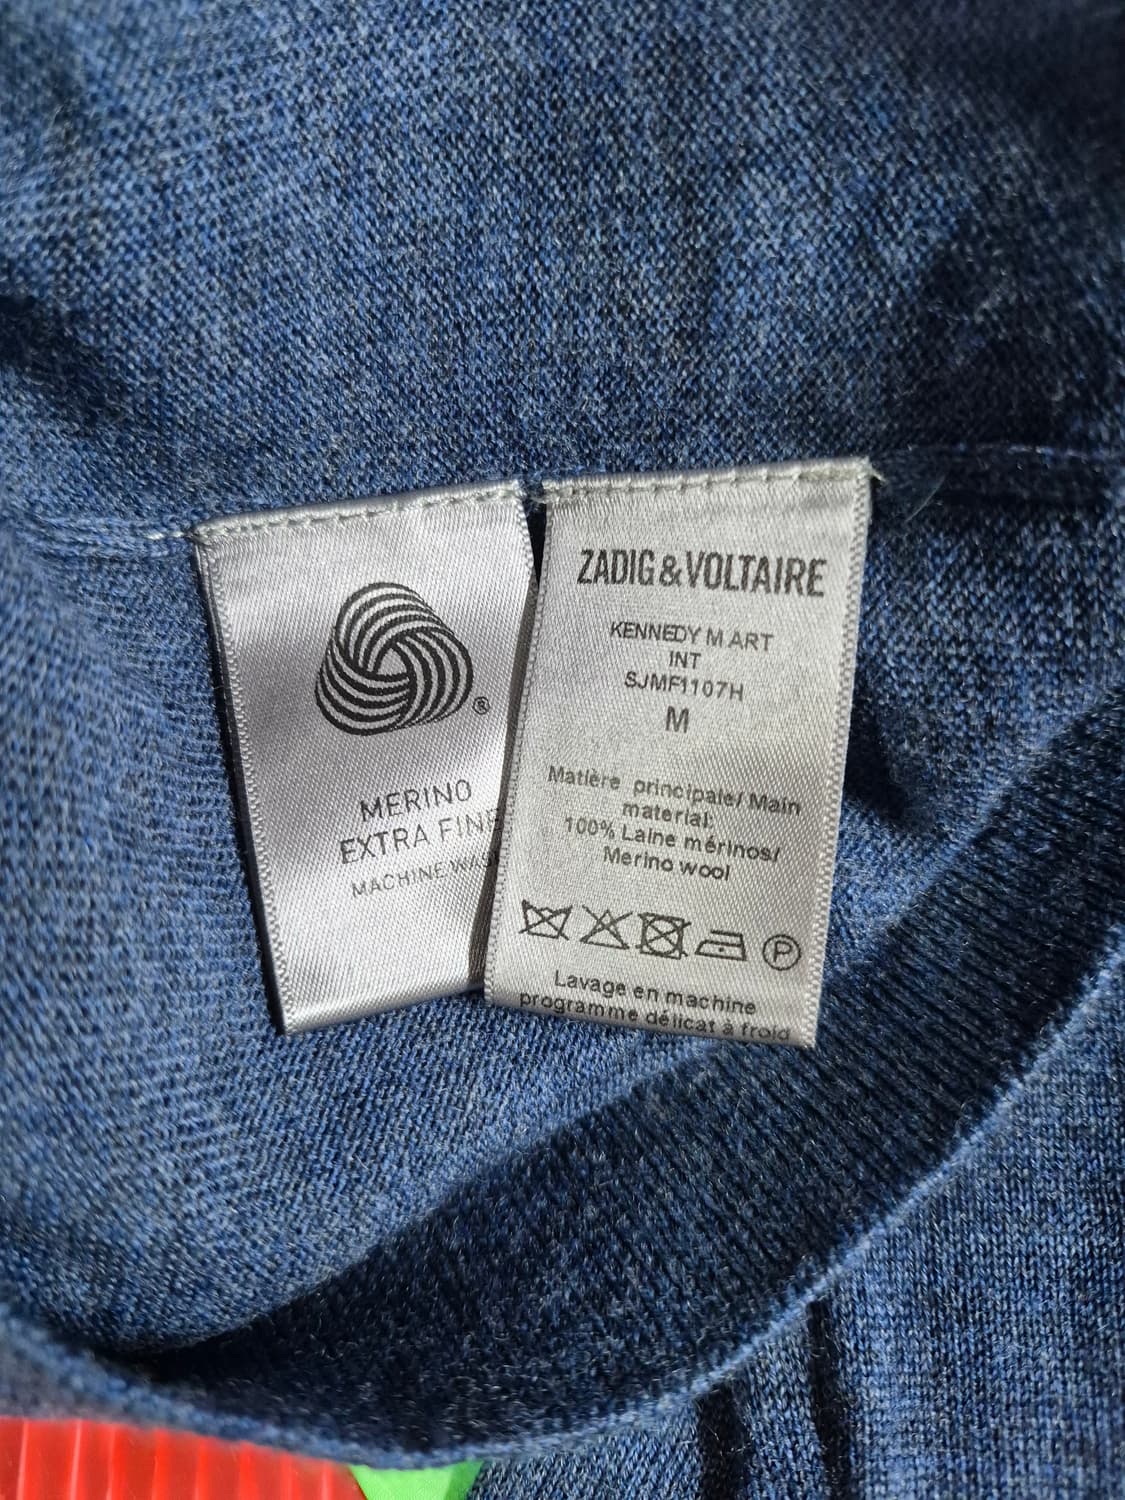 ®
MERINO
EXTRA FINE
MACHINE
ZADIG&VOLTAIRE
KENNEDY M ART
INT
SJMF1107H
M
Matière principale/ Main
material:
100% Laine mérinos/
Merino wool
P
Lavage en machine
programme délicat à froid